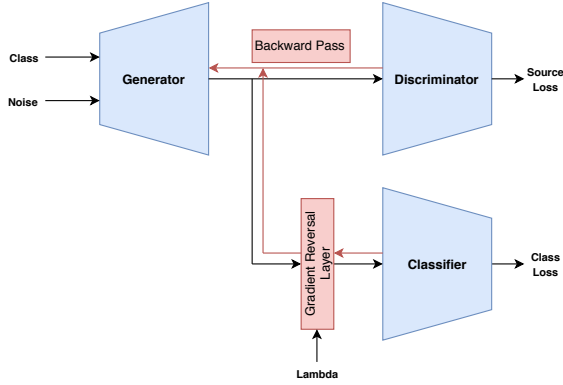 Backward Pass
Class
Generator
Discriminator
Source
Loss
Noise
Gradient Reversal
Layer
Classifier
Class
Loss
Lambda